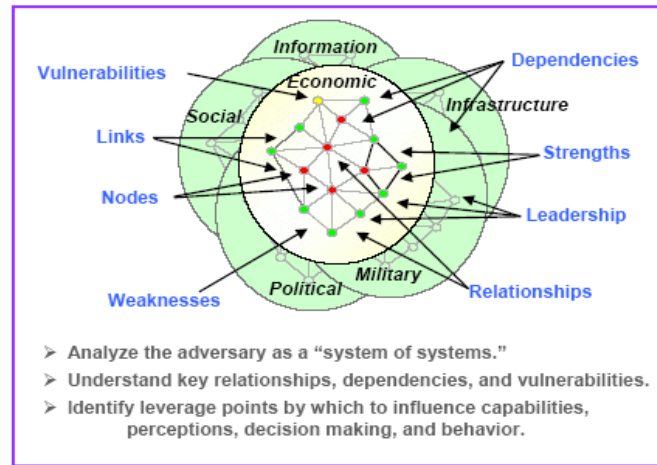 Information
Vulnerabilities
Economic
Dependencies
Social
Infrastructure
Links
Strengths
Nodes
Leadership
Weaknesses
Political
Military
Relationships
➢ Analyze the adversary as a “system of systems.”
➢ Understand key relationships, dependencies, and vulnerabilities.
➢ Identify leverage points by which to influence capabilities,
perceptions, decision making, and behavior.